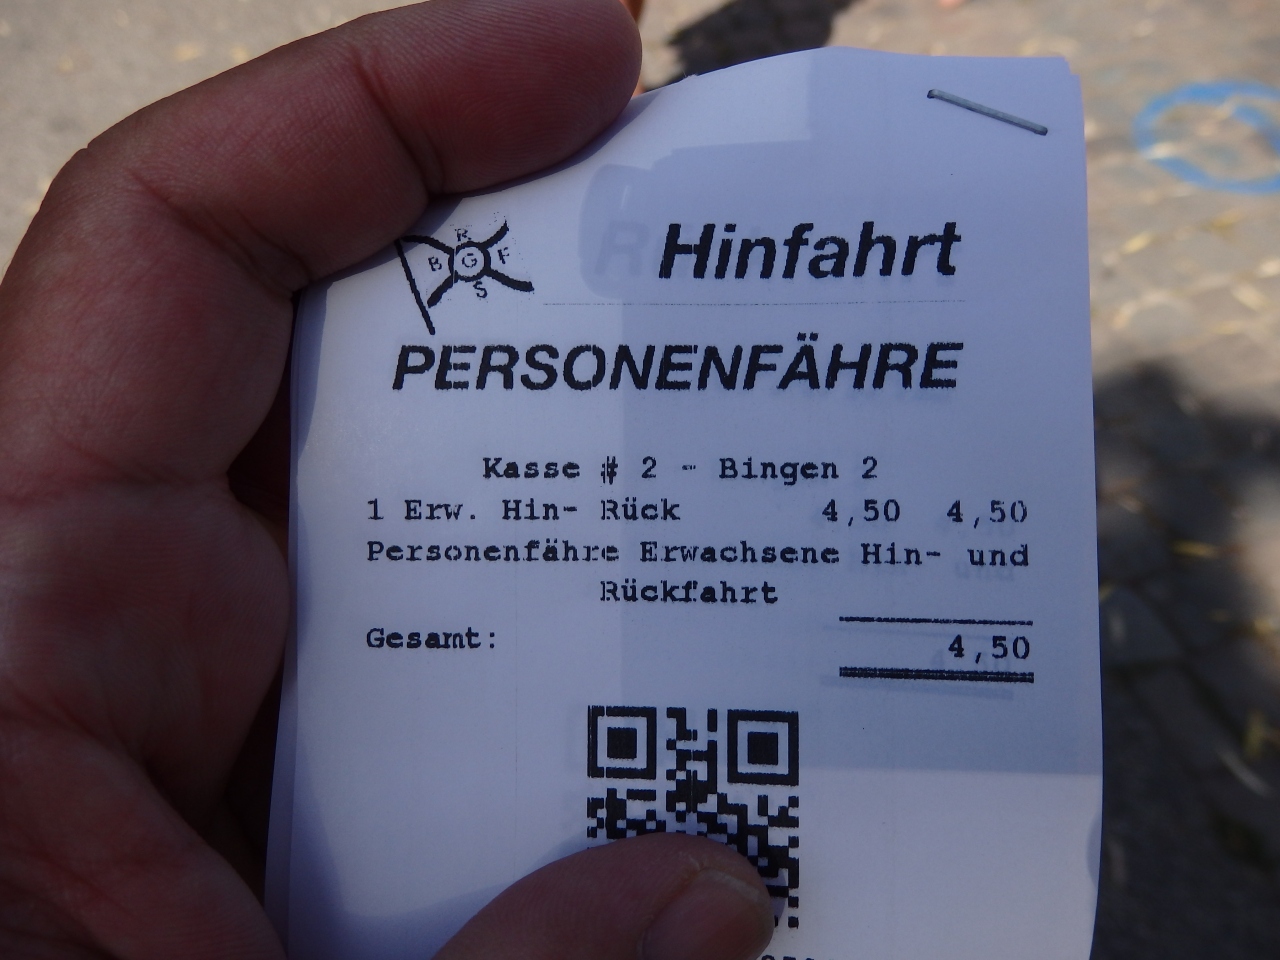 R
B G F
S
Hinfahrt
PERSONENFÄHRE
Kasse # 2 - Bingen 2
1 Erw. Hin- Rück 4,50 4,50
Personenfähre Erwachsene Hin- und
Rückfahrt
Gesamt: 4,50